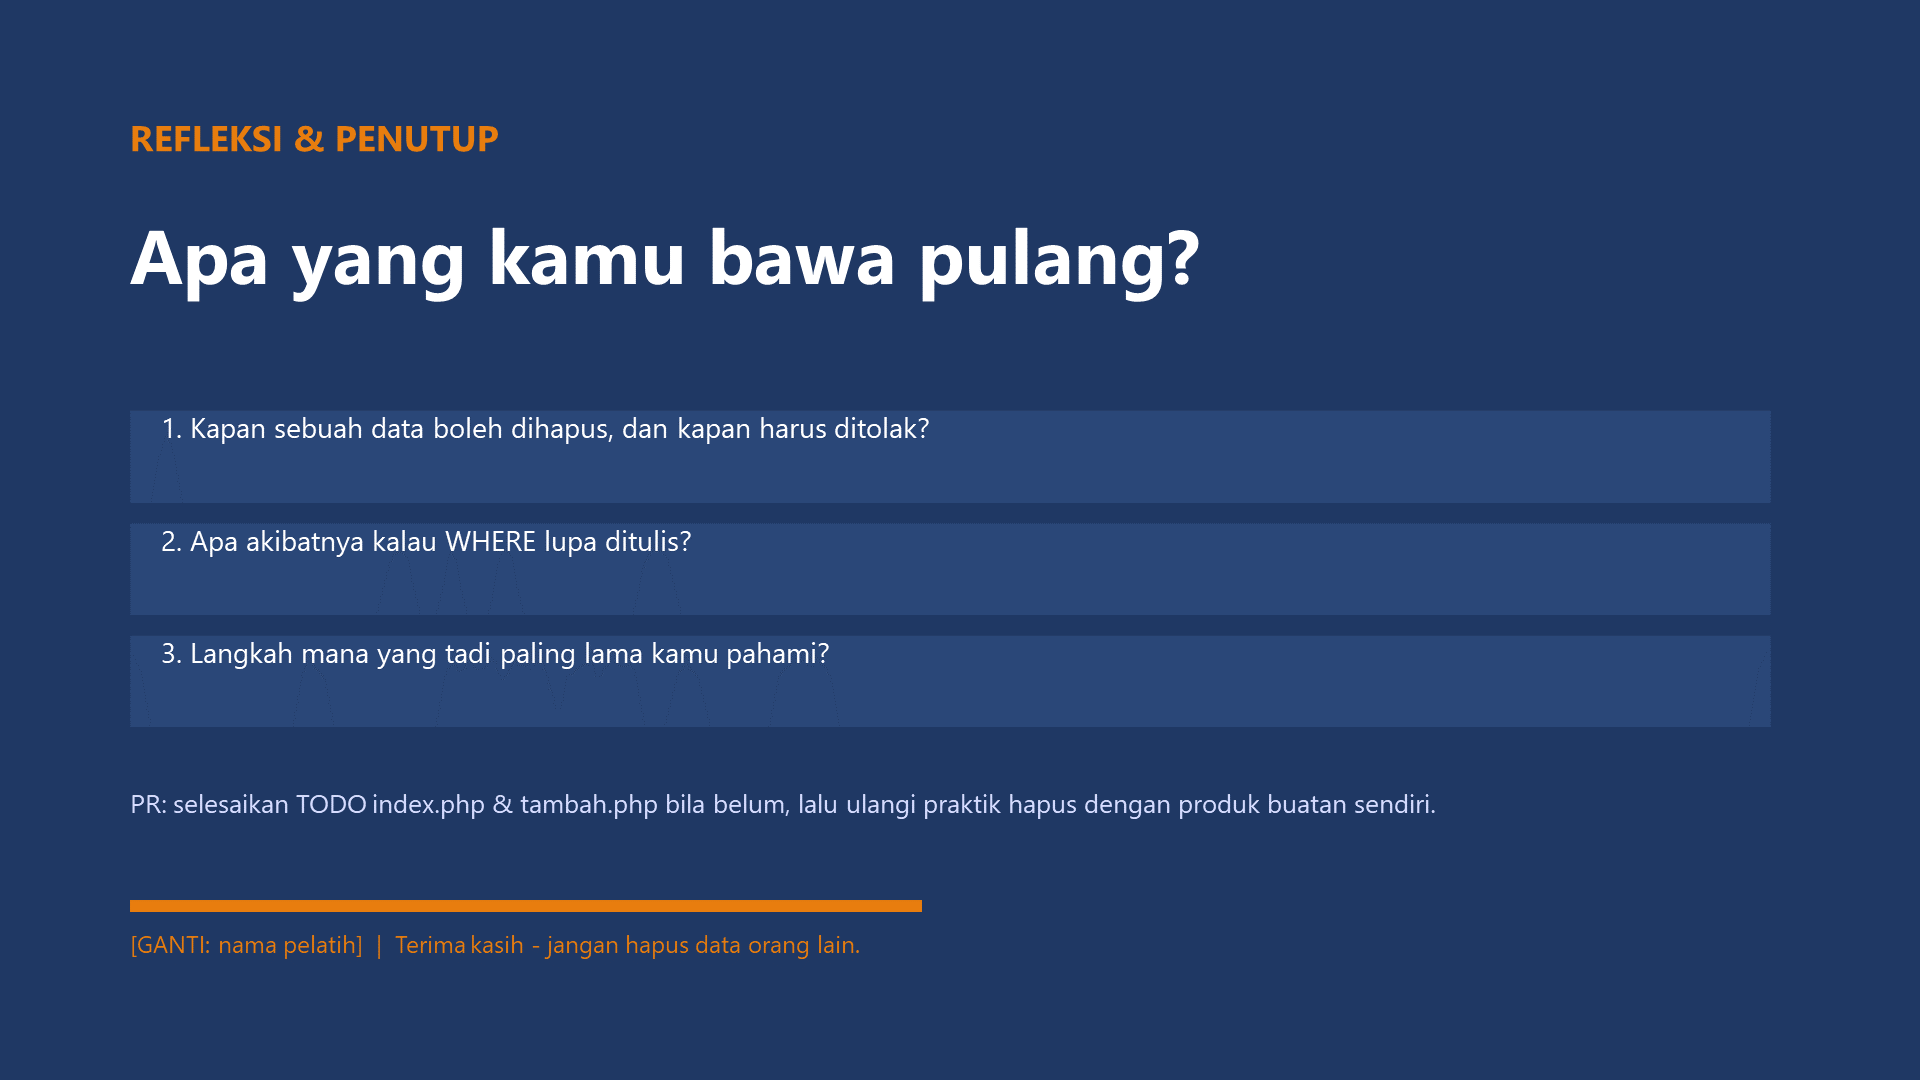 REFLEKSI & PENUTUP
Apa yang kamu bawa pulang?
1. Kapan sebuah data boleh dihapus, dan kapan harus ditolak?
2. Apa akibatnya kalau WHERE lupa ditulis?
3. Langkah mana yang tadi paling lama kamu pahami?
PR: selesaikan TODO index.php & tambah.php bila belum, lalu ulangi praktik hapus dengan produk buatan sendiri.
[GANTI: nama pelatih] | Terima kasih - jangan hapus data orang lain.